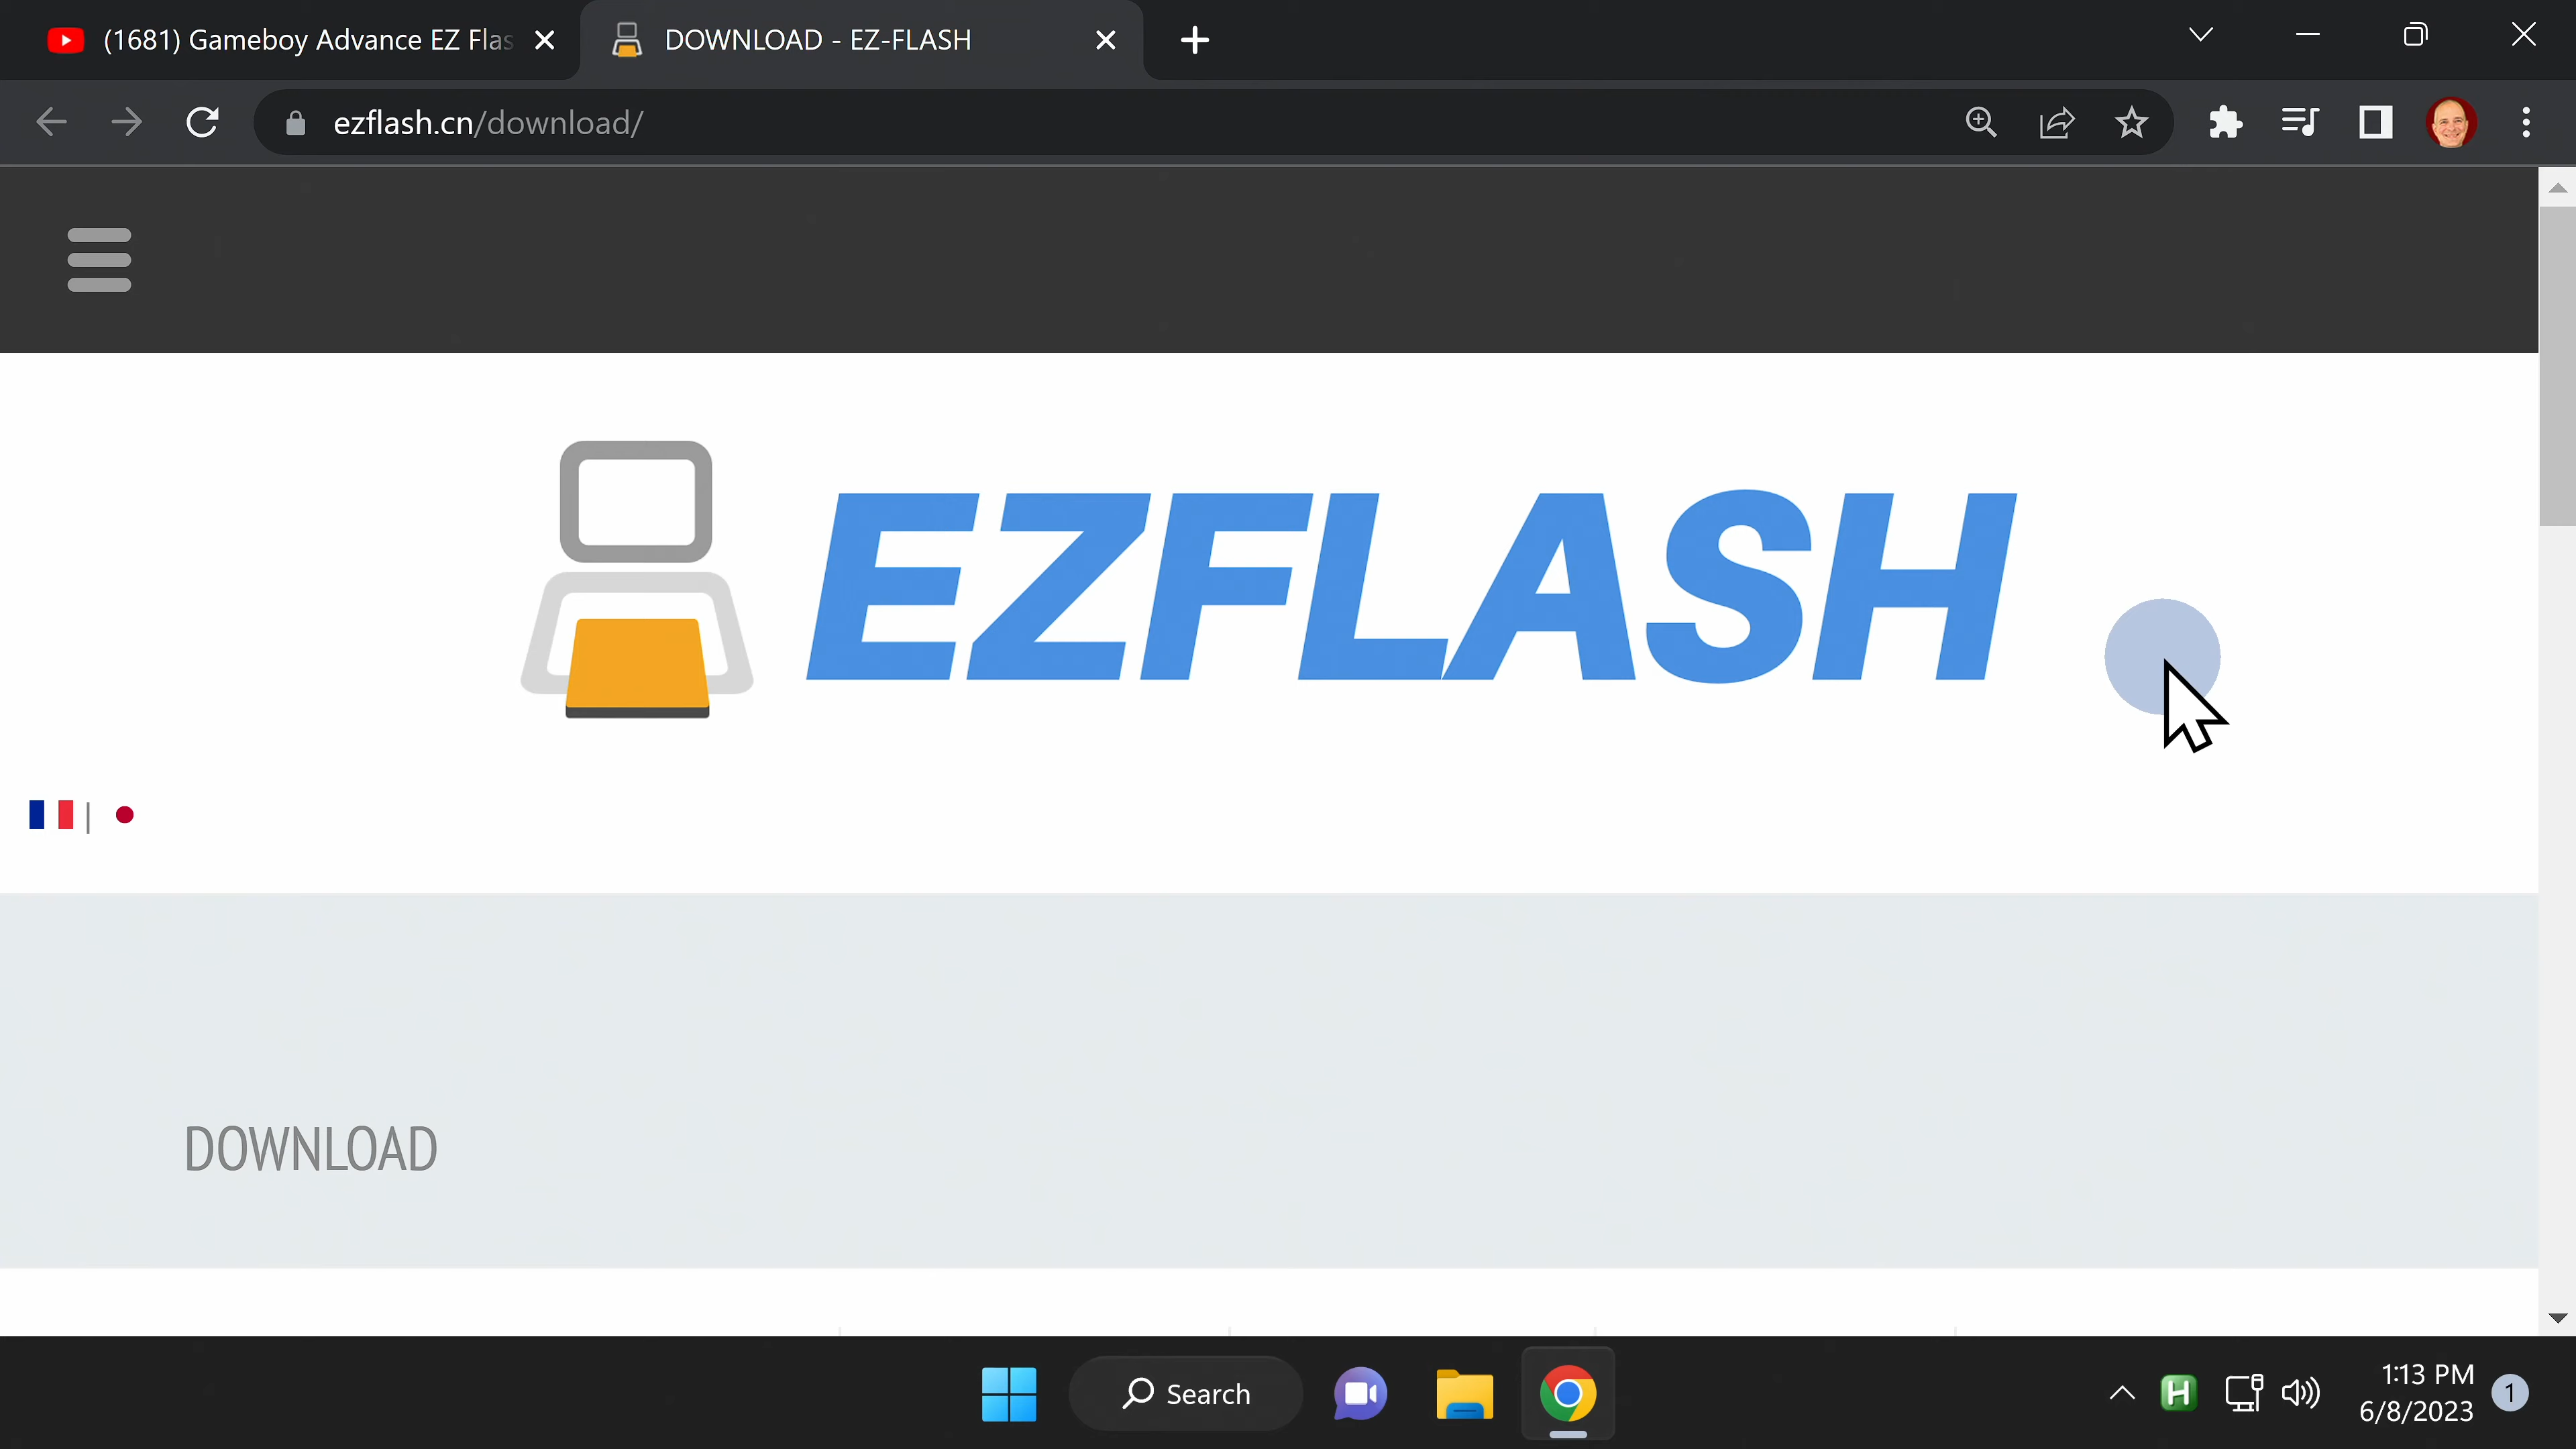 (1681) Gameboy Advance EZ Flas
DOWNLOAD - EZ-FLASH
ezflash.cn/download/
EZFLASH
DOWNLOAD
Search
H
1:13 PM
6/8/2023
1